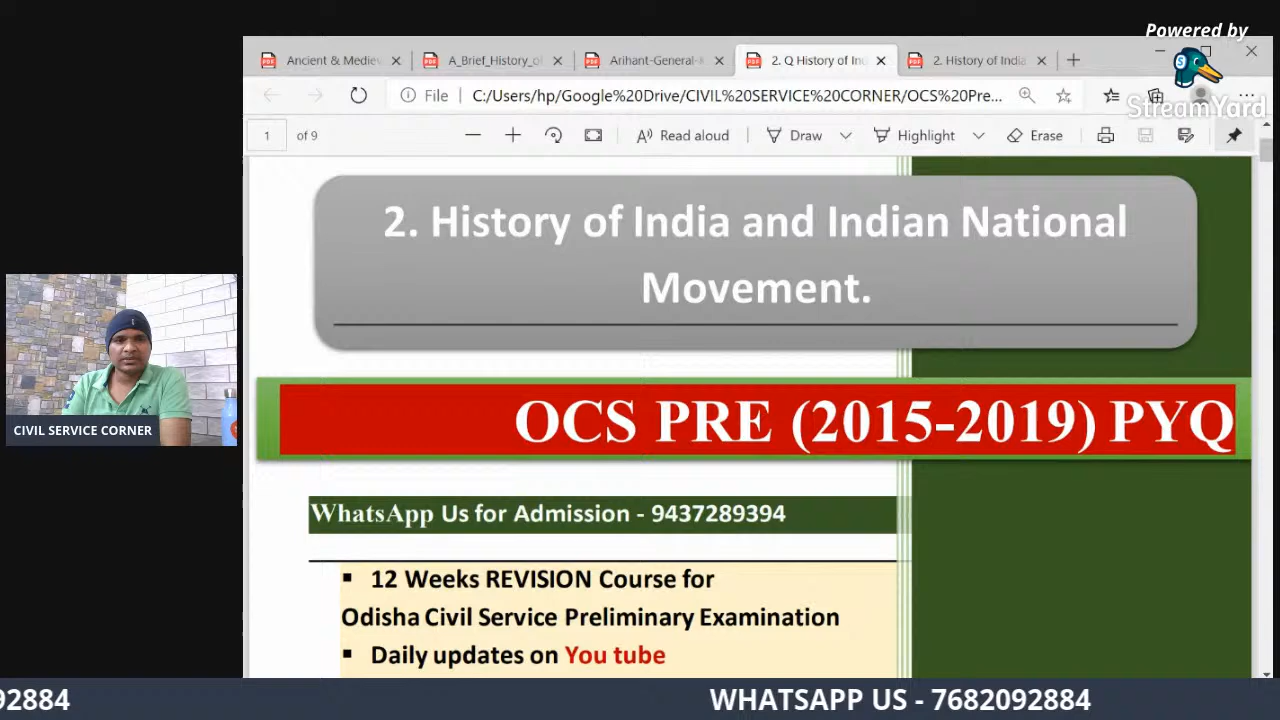 Powered by
StreamYard
Ancient & Mediev
A_Brief_History_o
Arihant-General-
2. Q History of In
2. History of India
File
C:/Users/hp/Google%20Drive/CIVIL%20SERVICE%20CORNER/OCS%20Pre...
1 of 9
Read aloud
Draw
Highlight
Erase
2. History of India and Indian National
Movement.
OCS PRE (2015-2019) PYQ
WhatsApp Us for Admission - 9437289394
▪ 12 Weeks REVISION Course for
Odisha Civil Service Preliminary Examination
▪ Daily updates on You tube
CIVIL SERVICE CORNER
92884
WHATSAPP US - 7682092884